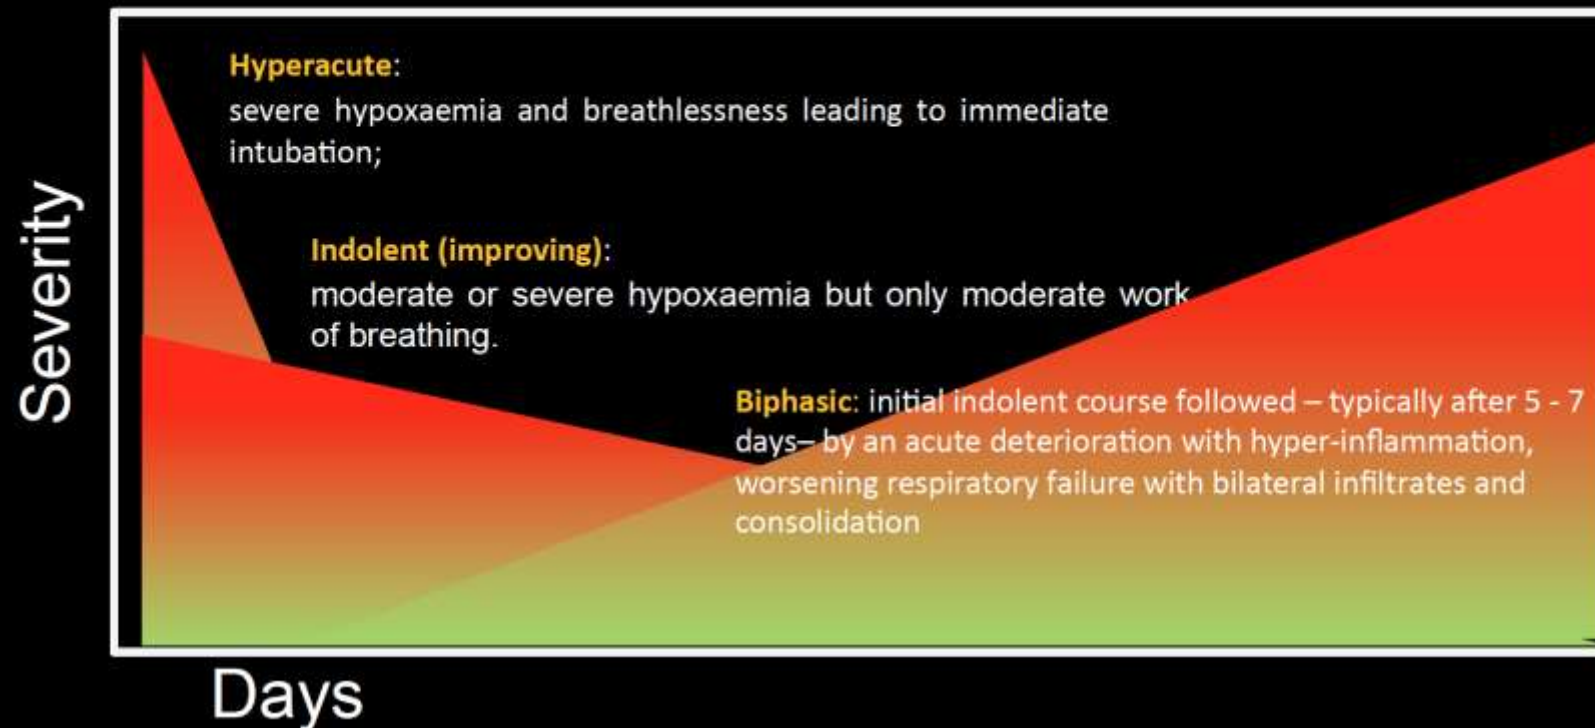 Hyperacute:
severe hypoxaemia and breathlessness leading to immediate
intubation;
Indolent (improving):
moderate or severe hypoxaemia but only moderate work
of breathing.
Biphasic: initial indolent course followed – typically after 5 - 7
days– by an acute deterioration with hyper-inflammation,
worsening respiratory failure with bilateral infiltrates and
consolidation
Severity
Days